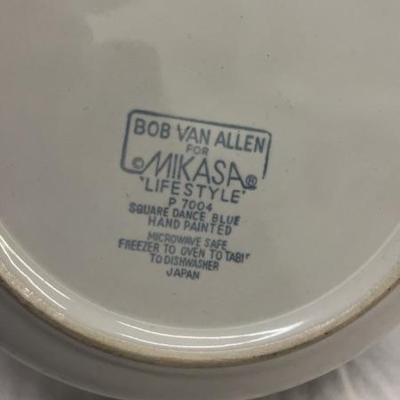 BOB VAN ALLEN
FOR
©MIKASA®
"LIFESTYLE"
P 7004
SQUARE DANCE BLUE
HAND PAINTED
MICROWAVE SAFE
FREEZER TO OVEN TO TABL
TO DISHWASHER
JAPAN